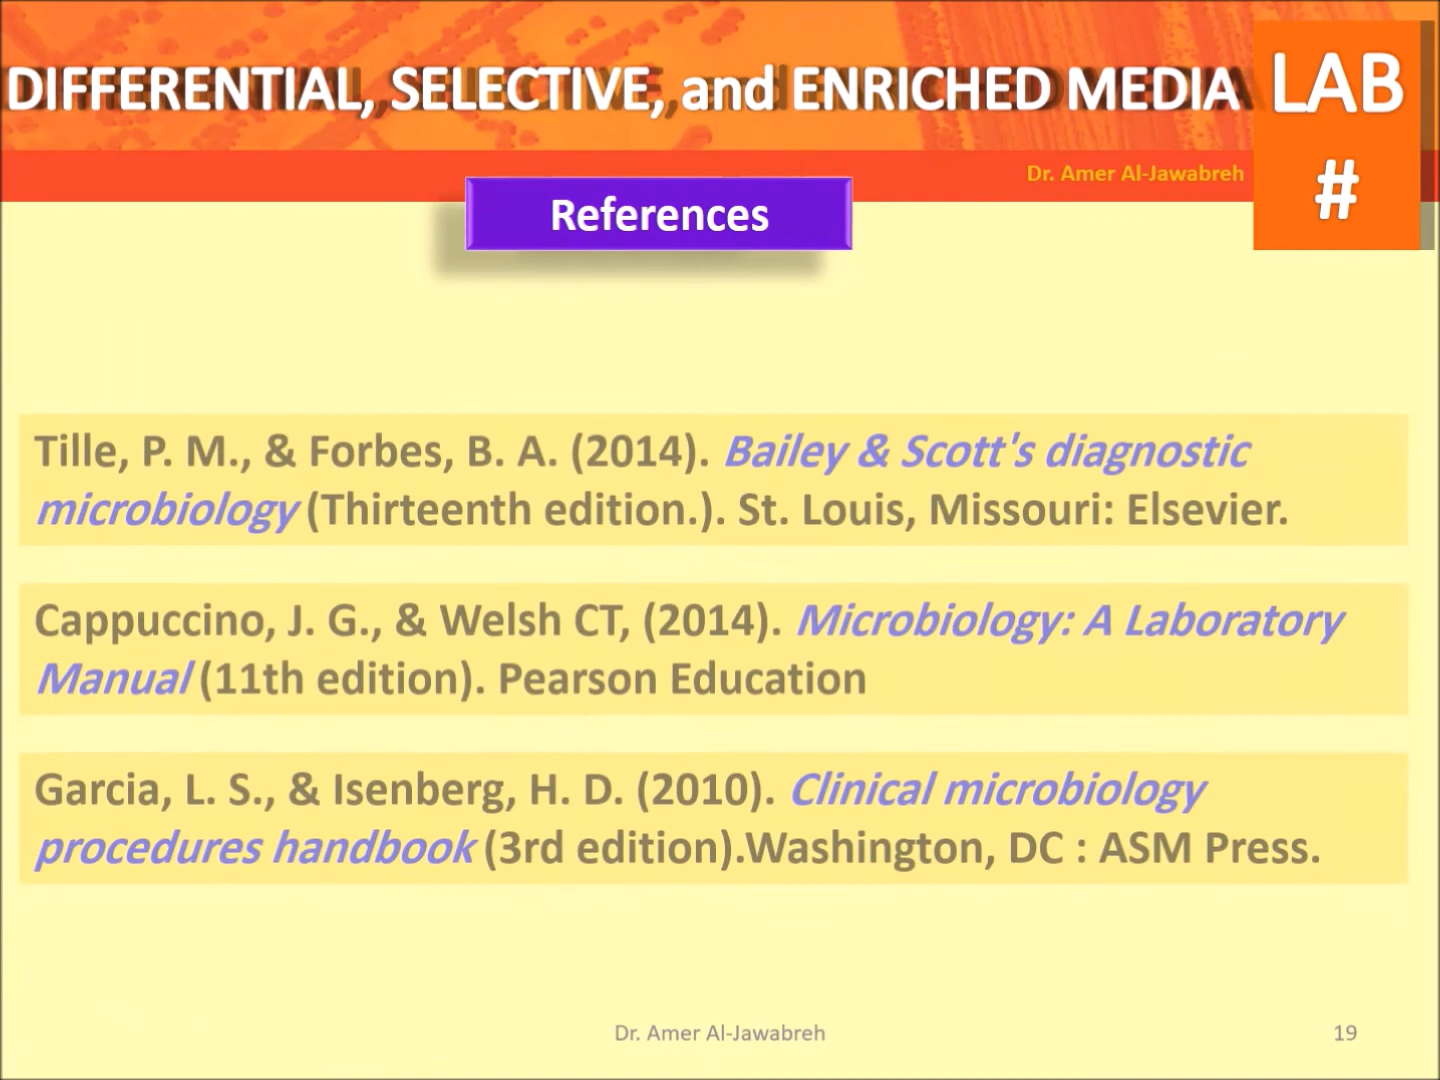 DIFFERENTIAL, SELECTIVE, and ENRICHED MEDIA
LAB
#
Dr. Amer Al-Jawabreh
References
Tille, P. M., & Forbes, B. A. (2014). Bailey & Scott's diagnostic
microbiology (Thirteenth edition.). St. Louis, Missouri: Elsevier.
Cappuccino, J. G., & Welsh CT, (2014). Microbiology: A Laboratory
Manual (11th edition). Pearson Education
Garcia, L. S., & Isenberg, H. D. (2010). Clinical microbiology
procedures handbook (3rd edition).Washington, DC : ASM Press.
Dr. Amer Al-Jawabreh
19